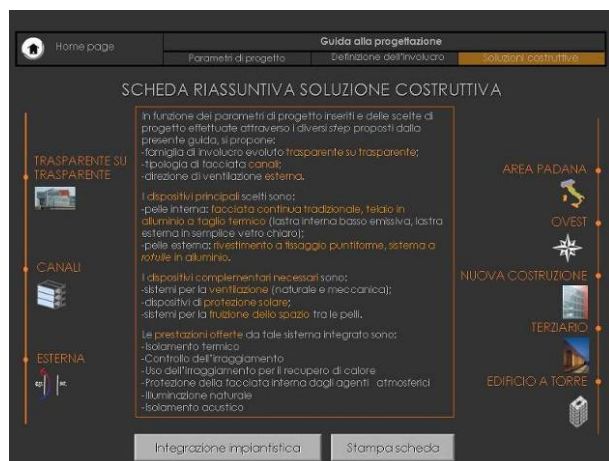 Home page
Guida alla progettazione
Parametri di progetto
Definizione dell'involucro
Soluzioni costruttive
SCHEDA RIASSUNTIVA SOLUZIONE COSTRUTTIVA
TRASPARENTE SU
TRASPARENTE
CANALI
ESTERNA
In funzione dei parametri di progetto inseriti e delle scelte di
progetto effettuate attraverso i diversi step proposti dalla
presente guida, si propone:
-famiglia di involucro evoluto trasparente su trasparente;
-tipologia di facciata canali;
-direzione di ventilazione esterna.
I dispositivi principali scelti sono:
-pelle interna: facciata continua tradizionale, telaio in
alluminio a taglio termico (lastra interna basso emissiva, lastra
esterna in semplice vetro chiaro);
-pelle esterna: rivestimento a fissaggio puntiforme, sistema a
rotulle in alluminio.
I dispositivi complementari necessari sono:
-sistemi per la ventilazione (naturale e meccanica);
-dispositivi di protezione solare;
-sistemi per la fruizione dello spazio tra le pelli.
Le prestazioni offerte da tale sistema integrato sono:
-Isolamento termico
-Controllo dell'irraggiamento
-Uso dell'irraggiamento per il recupero di calore
-Protezione della facciata interna dagli agenti atmosferici
-Illuminazione naturale
-Isolamento acustico
AREA PADANA
OVEST
NUOVA COSTRUZIONE
TERZIARIO
EDIFICIO A TORRE
Integrazione impiantistica
Stampa scheda